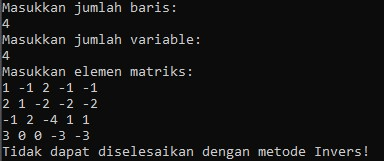 Masukkan jumlah baris:
4
Masukkan jumlah variable:
4
Masukkan elemen matriks:
1 -1 2 -1 -1
2 1 -2 -2 -2
-1 2 -4 1 1
3 0 0 -3 -3
Tidak dapat diselesaikan dengan metode Invers!